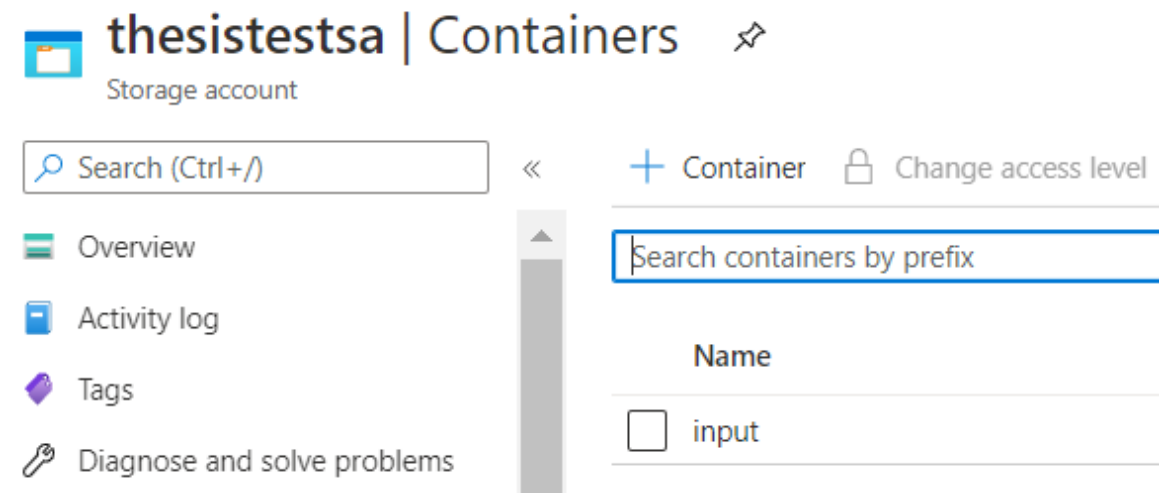 thesistestsa | Containers
Storage account
Search (Ctrl+/)
«
Container
Change access level
Overview
Search containers by prefix
Activity log
Name
Tags
input
Diagnose and solve problems